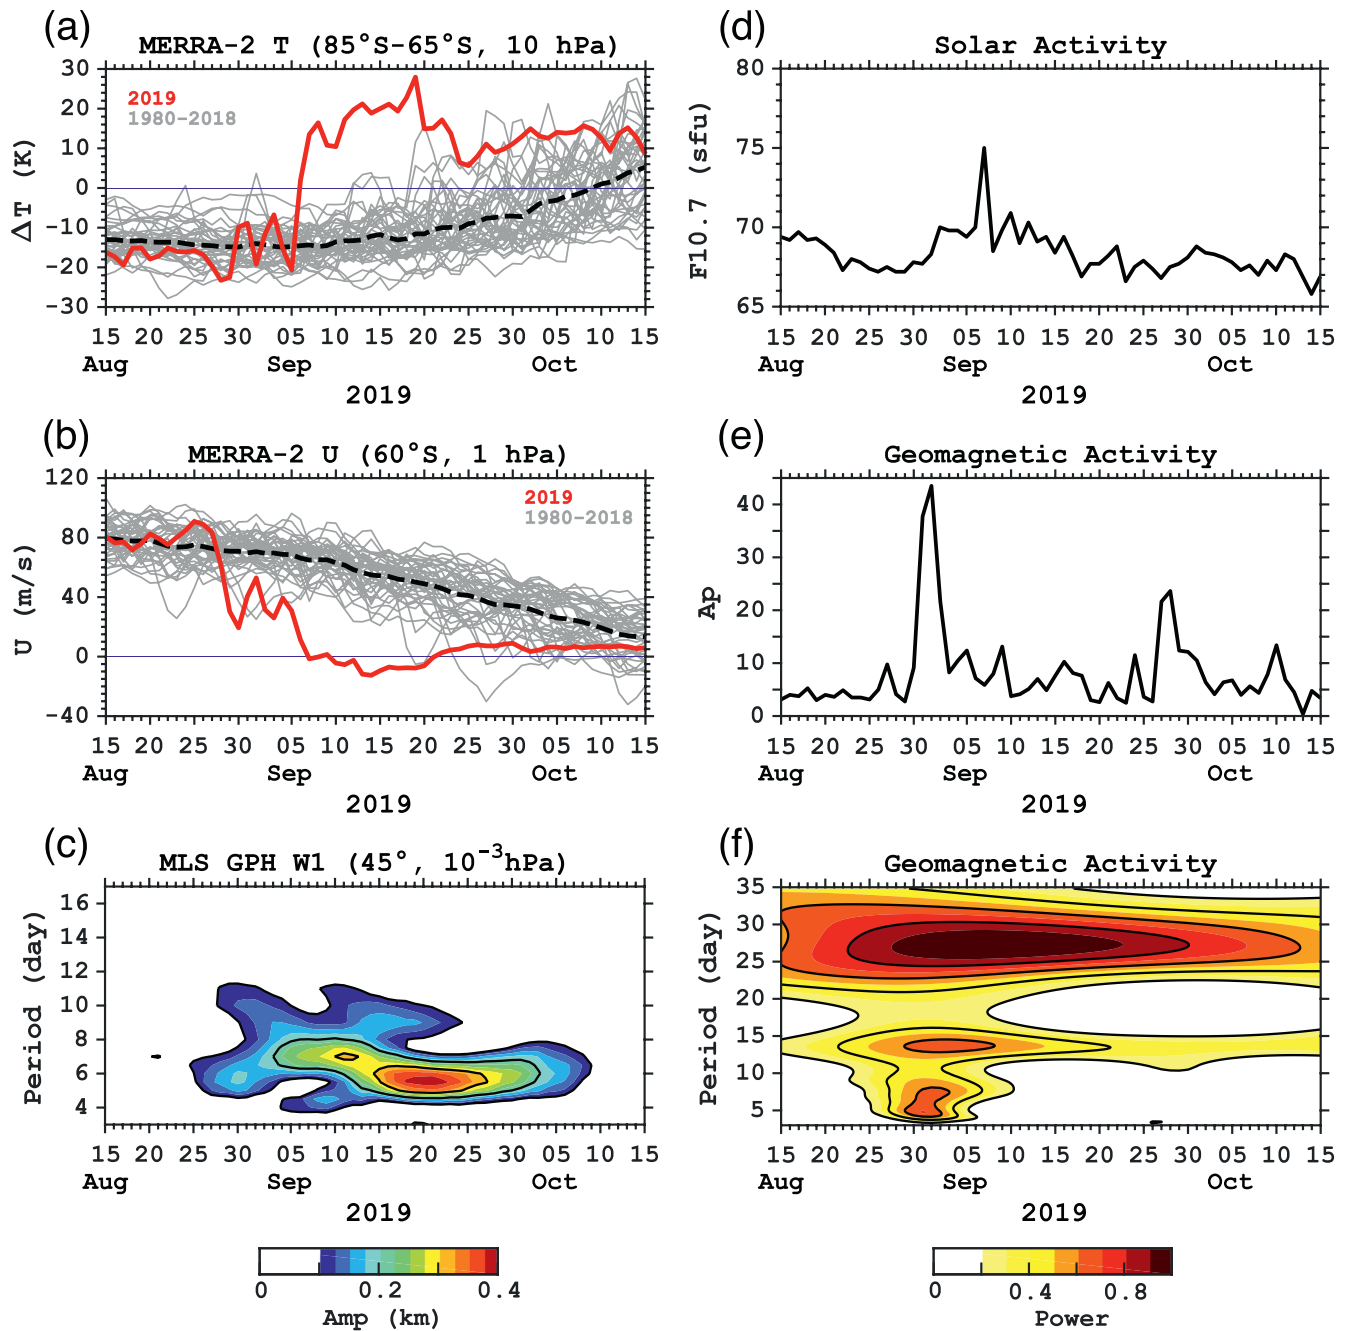 (a)
MERRA-2 T (85°S-65°S, 10 hPa)
30
20
10
0
-10
-20
-30
ΔT (K)
2019
1980-2018
15 20 25 30 05 10 15 20 25 30 05 10 15
Aug Sep Oct
2019
(b)
MERRA-2 U (60°S, 1 hPa)
120
80
40
0
-40
U (m/s)
2019
1980-2018
15 20 25 30 05 10 15 20 25 30 05 10 15
Aug Sep Oct
2019
(c)
MLS GPH W1 (45°, 10⁻³hPa)
16
14
12
10
8
6
4
Period (day)
15 20 25 30 05 10 15 20 25 30 05 10 15
Aug Sep Oct
2019
0 0.2 0.4
Amp (km)
(d)
Solar Activity
80
75
70
65
F10.7 (sfu)
15 20 25 30 05 10 15 20 25 30 05 10 15
Aug Sep Oct
2019
(e)
Geomagnetic Activity
40
30
20
10
0
Ap
15 20 25 30 05 10 15 20 25 30 05 10 15
Aug Sep Oct
2019
(f)
Geomagnetic Activity
35
30
25
20
15
10
5
Period (day)
15 20 25 30 05 10 15 20 25 30 05 10 15
Aug Sep Oct
2019
0 0.4 0.8
Power